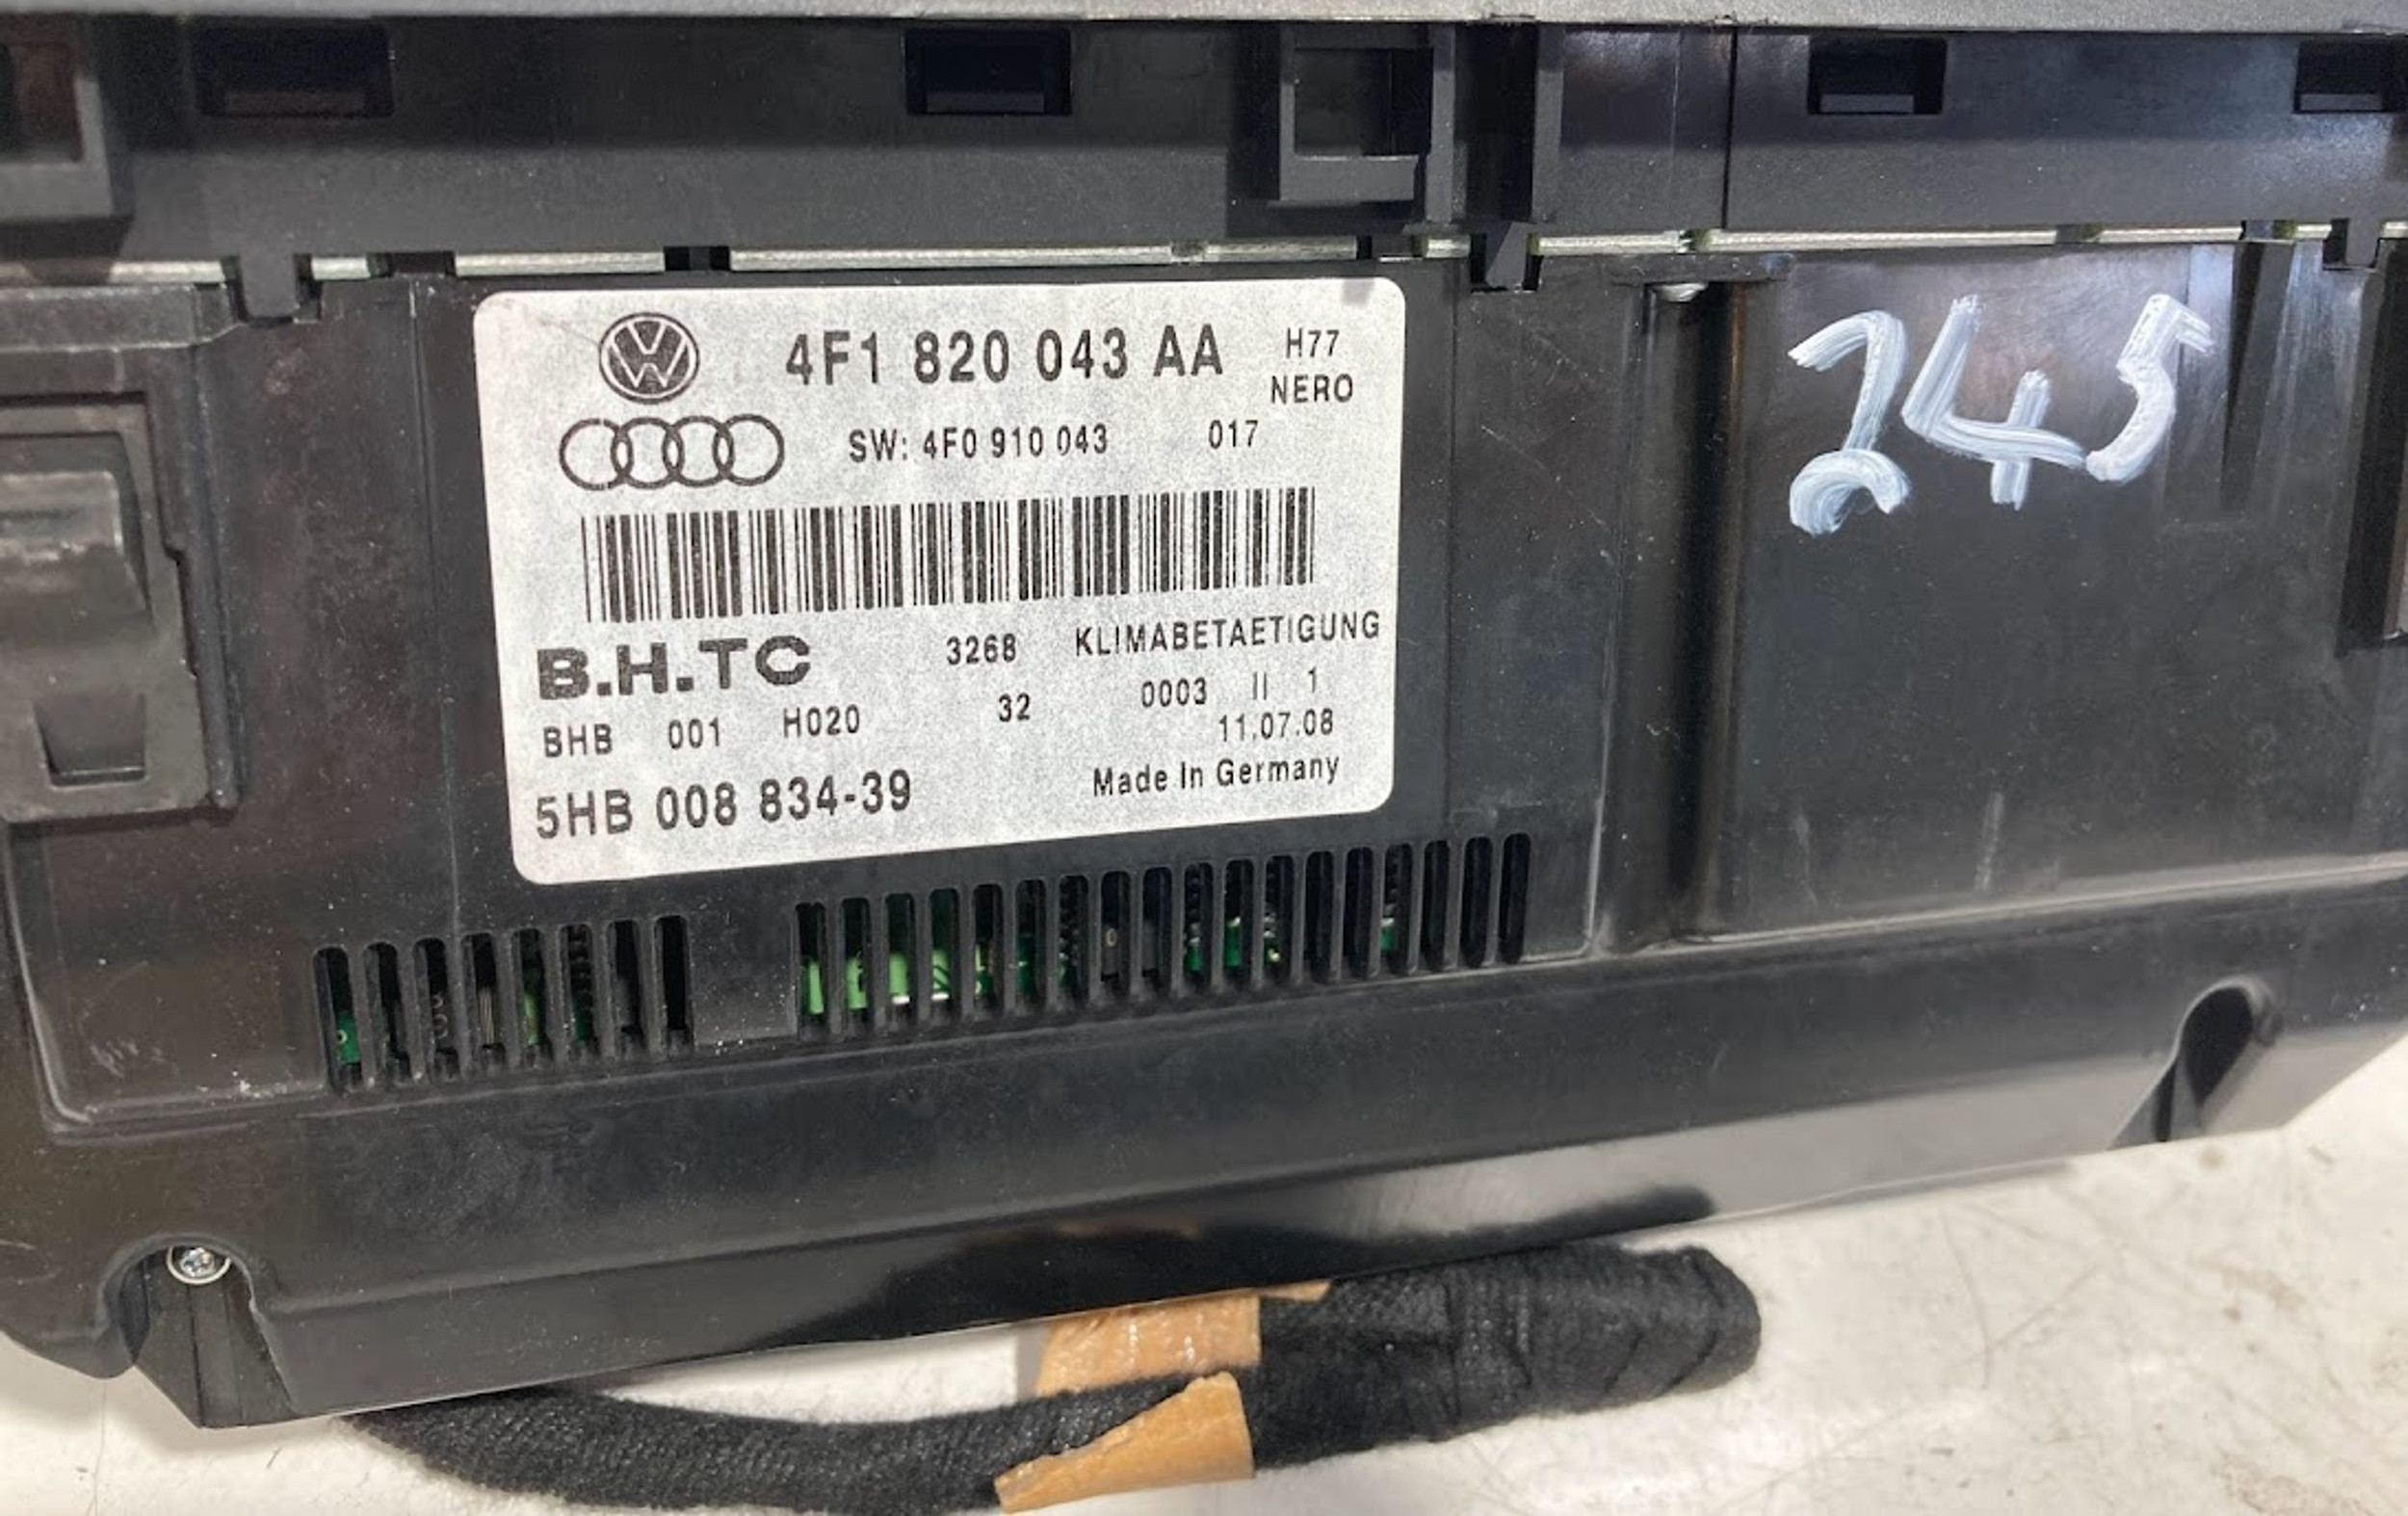 4F1 820 043 AA H77
NERO
SW: 4F0 910 043 017
B.H.TC 3268 KLIMABETAETIGUNG
BHB 001 H020 32 0003 II 1
11.07.08
5HB 008 834-39 Made In Germany
245